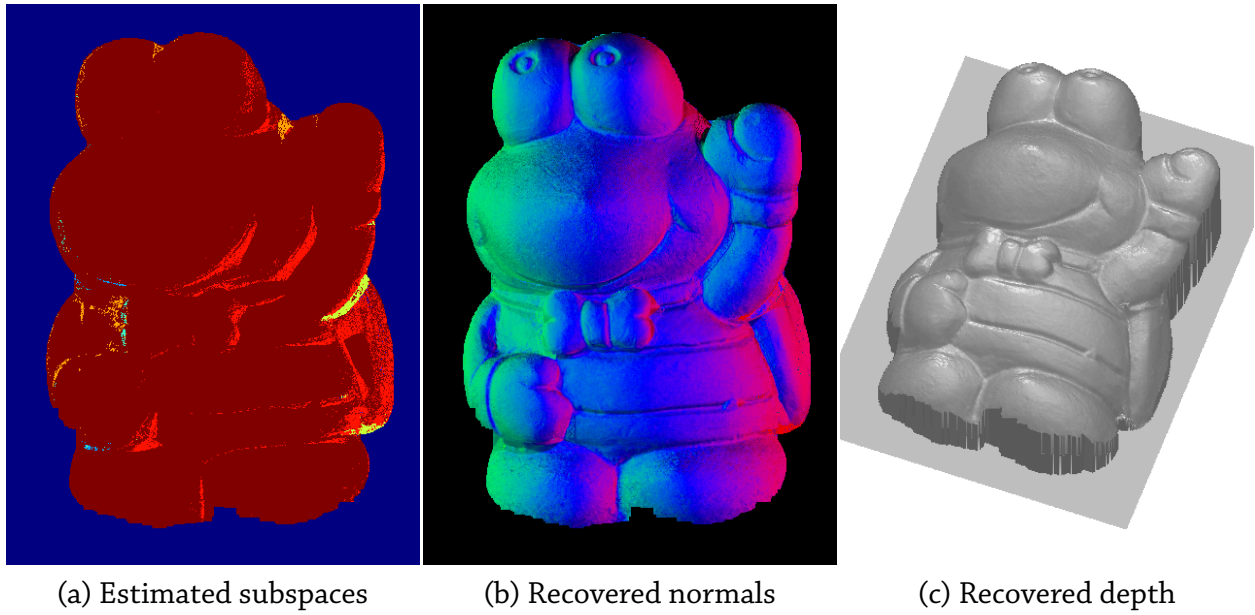 (a) Estimated subspaces
(b) Recovered normals
(c) Recovered depth